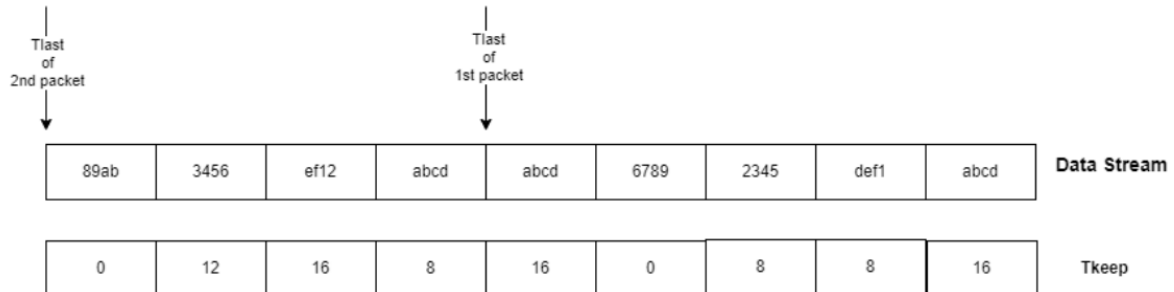 Tlast
of
2nd packet
Tlast
of
1st packet
89ab 3456 ef12 abcd abcd 6789 2345 def1 abcd Data Stream
0 12 16 8 16 0 8 8 16 Tkeep